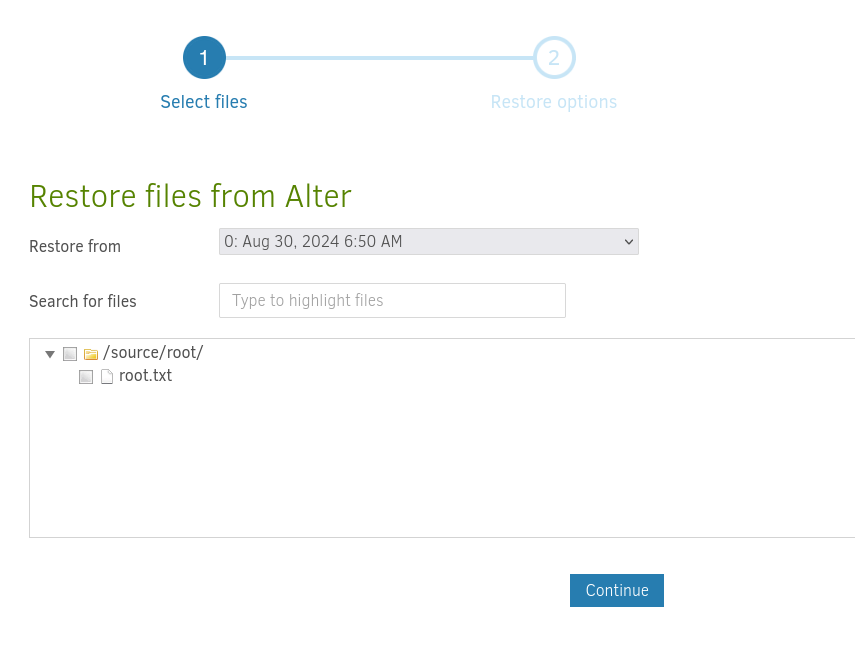 1
2
Select files
Restore options
Restore files from Alter
Restore from
0: Aug 30, 2024 6:50 AM
Search for files
Type to highlight files
/source/root/
root.txt
Continue